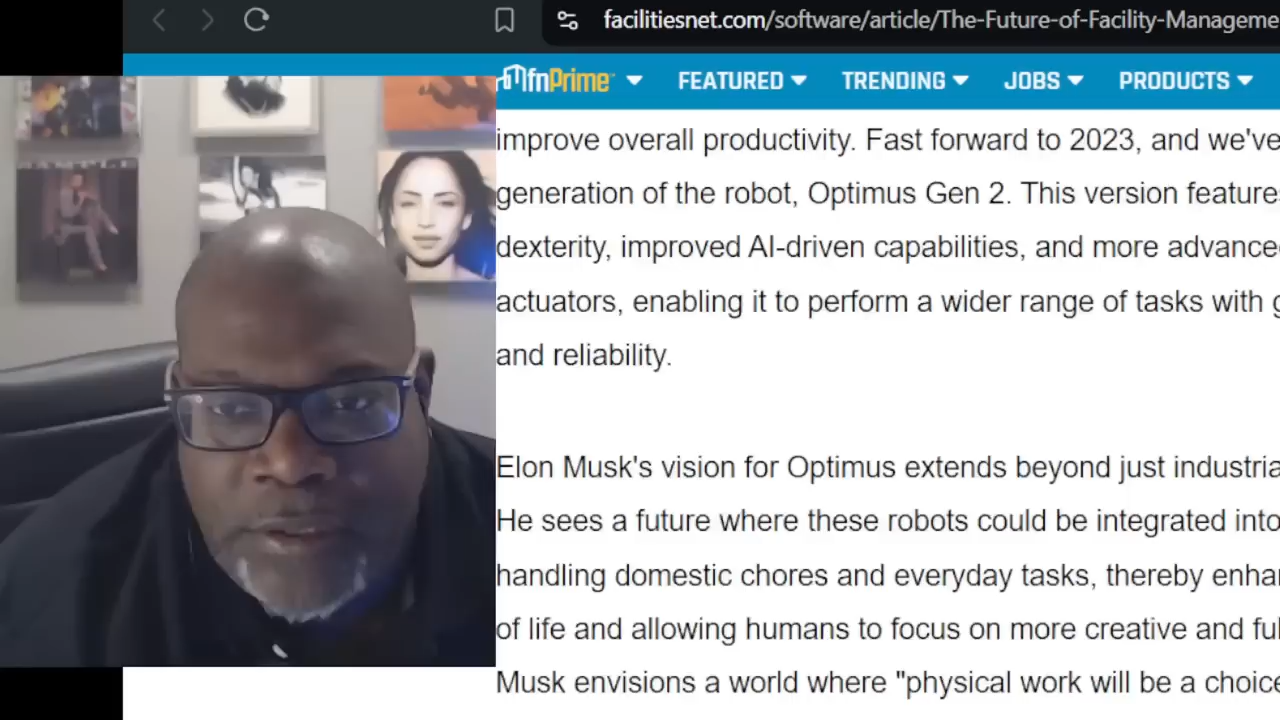 facilitiesnet.com/software/article/The-Future-of-Facility-Manageme
fnPrime FEATURED TRENDING JOBS PRODUCTS
improve overall productivity. Fast forward to 2023, and we've
generation of the robot, Optimus Gen 2. This version features
dexterity, improved AI-driven capabilities, and more advanced
actuators, enabling it to perform a wider range of tasks with g
and reliability.
Elon Musk's vision for Optimus extends beyond just industria
He sees a future where these robots could be integrated into
handling domestic chores and everyday tasks, thereby enhan
of life and allowing humans to focus on more creative and ful
Musk envisions a world where "physical work will be a choice